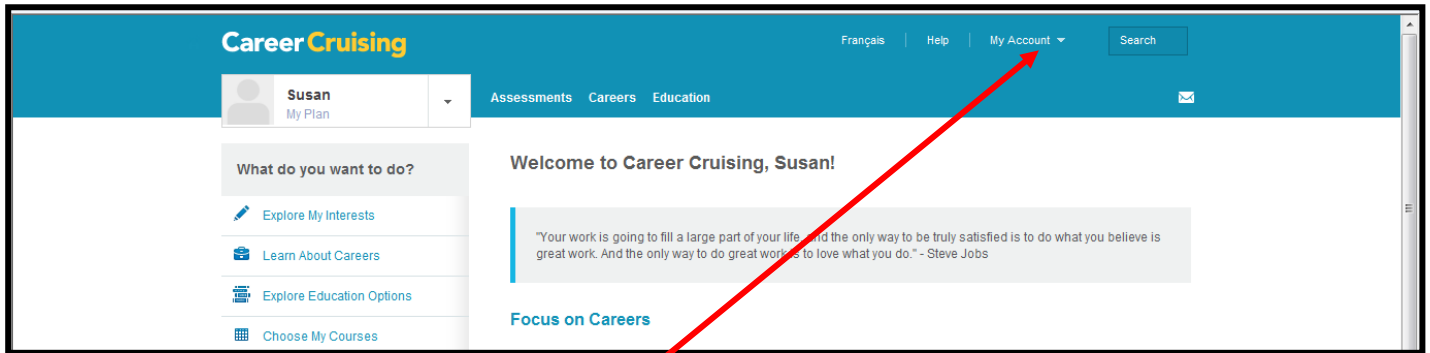 Career Cruising
Français Help My Account Search
Susan
My Plan
Assessments Careers Education
What do you want to do?
Explore My Interests
Learn About Careers
Explore Education Options
Choose My Courses
Welcome to Career Cruising, Susan!
"Your work is going to fill a large part of your life, and the only way to be truly satisfied is to do what you believe is
great work. And the only way to do great work is to love what you do." - Steve Jobs
Focus on Careers